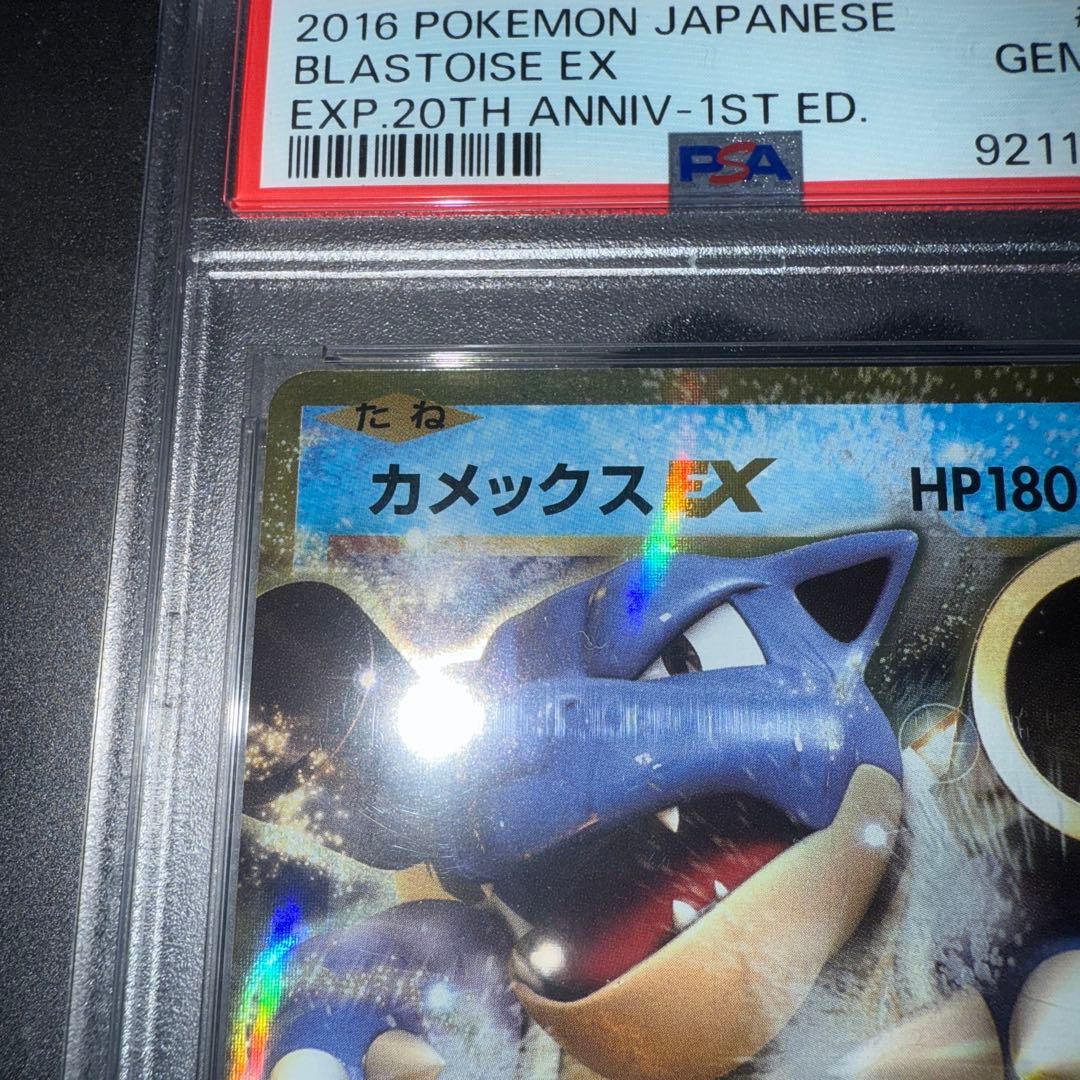 2016 POKEMON JAPANESE
BLASTOISE EX
EXP.20TH ANNIV-1ST ED.
PSA
9211
たね
カメックスEX HP180